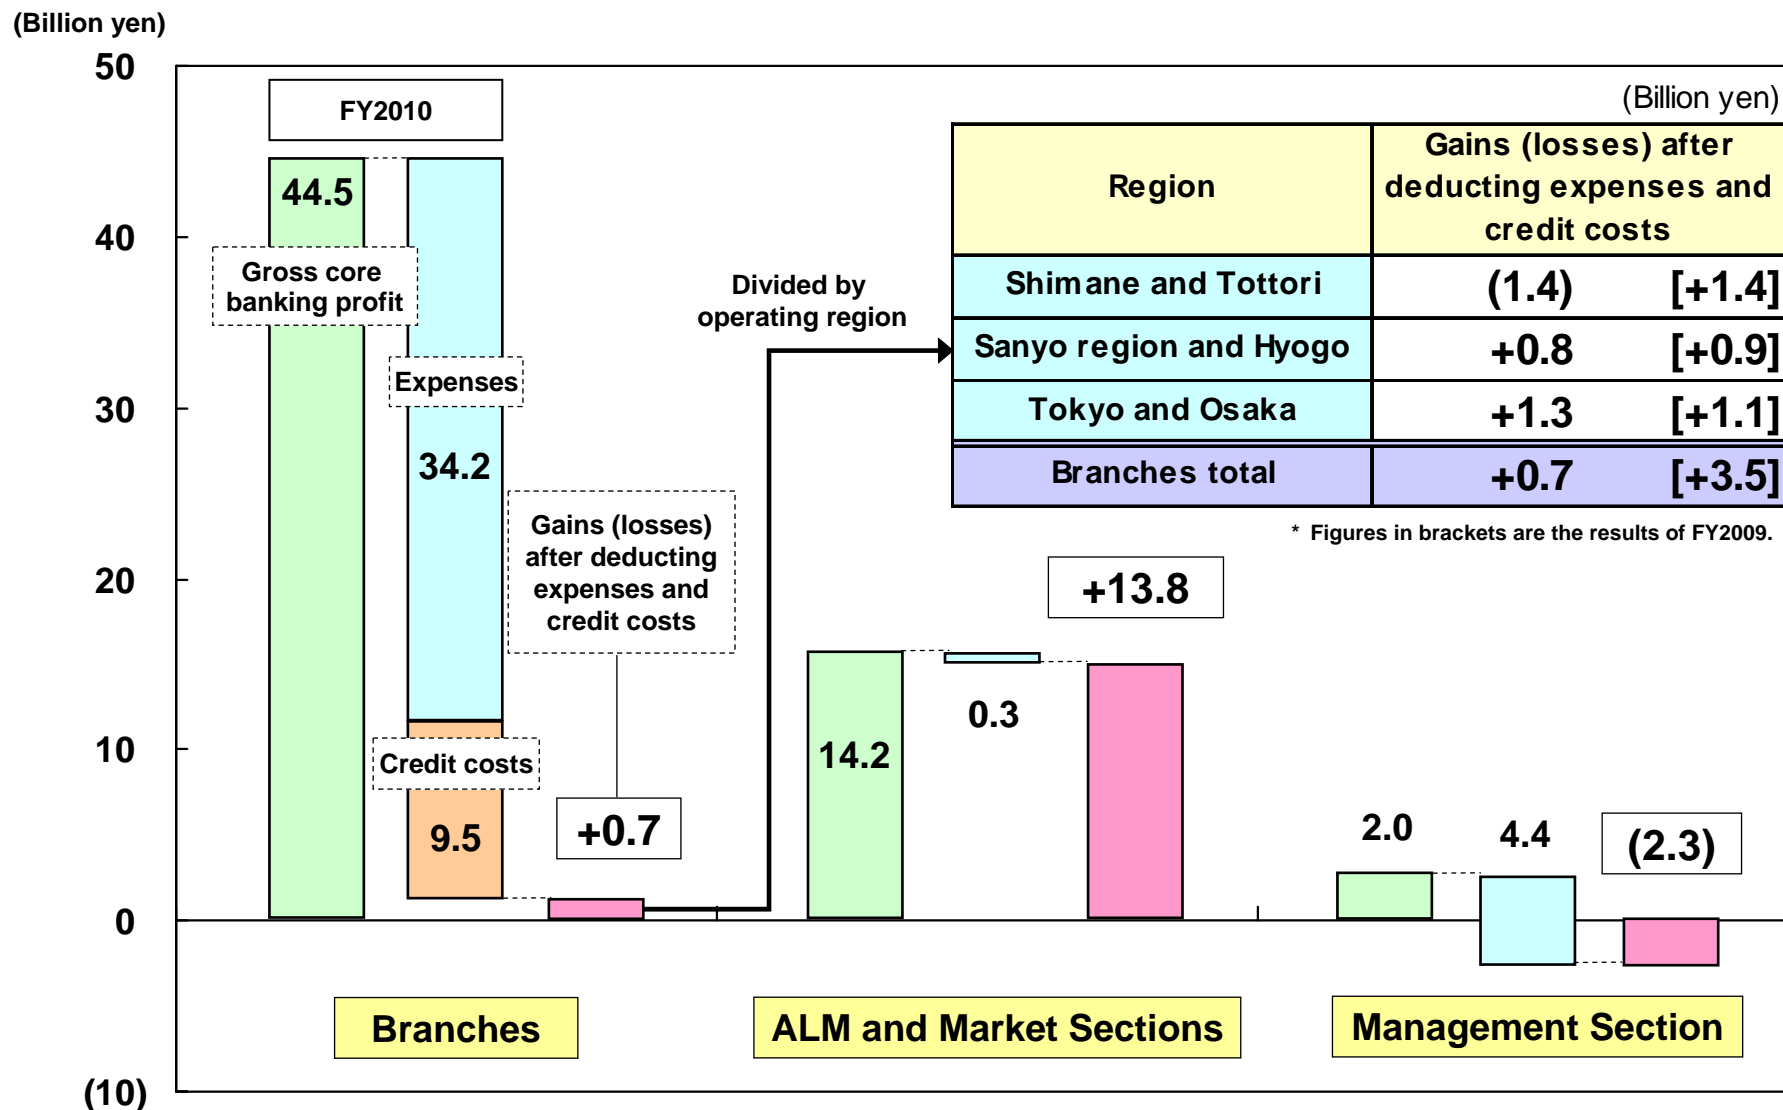 (Billion yen)
50
40
30
20
10
0
(10)
FY2010
44.5
Gross core
banking profit
Expenses
34.2
Credit costs
9.5
Gains (losses)
after deducting
expenses and
credit costs
+0.7
Divided by
operating region
(Billion yen)
Region
Gains (losses) after
deducting expenses and
credit costs
Shimane and Tottori (1.4) [+1.4]
Sanyo region and Hyogo +0.8 [+0.9]
Tokyo and Osaka +1.3 [+1.1]
Branches total +0.7 [+3.5]
* Figures in brackets are the results of FY2009.
14.2
0.3
+13.8
2.0
4.4
(2.3)
Branches
ALM and Market Sections
Management Section